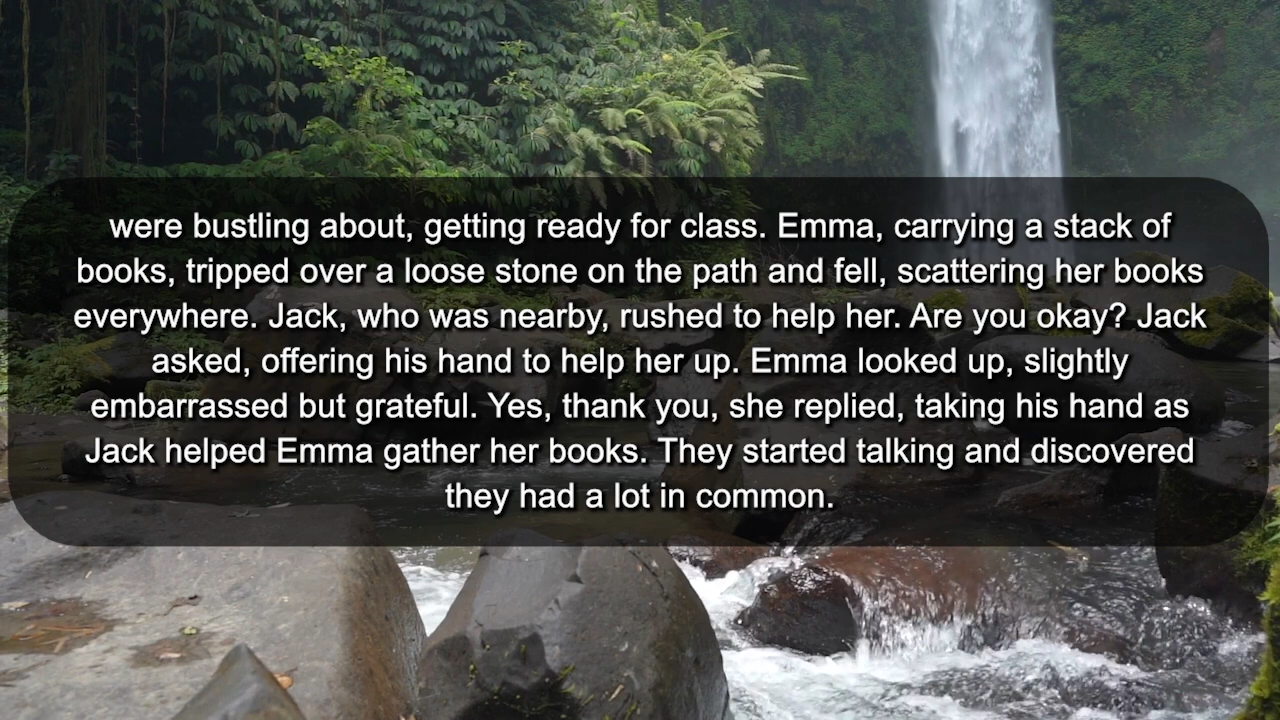 were bustling about, getting ready for class. Emma, carrying a stack of
books, tripped over a loose stone on the path and fell, scattering her books
everywhere. Jack, who was nearby, rushed to help her. Are you okay? Jack
asked, offering his hand to help her up. Emma looked up, slightly
embarrassed but grateful. Yes, thank you, she replied, taking his hand as
Jack helped Emma gather her books. They started talking and discovered
they had a lot in common.